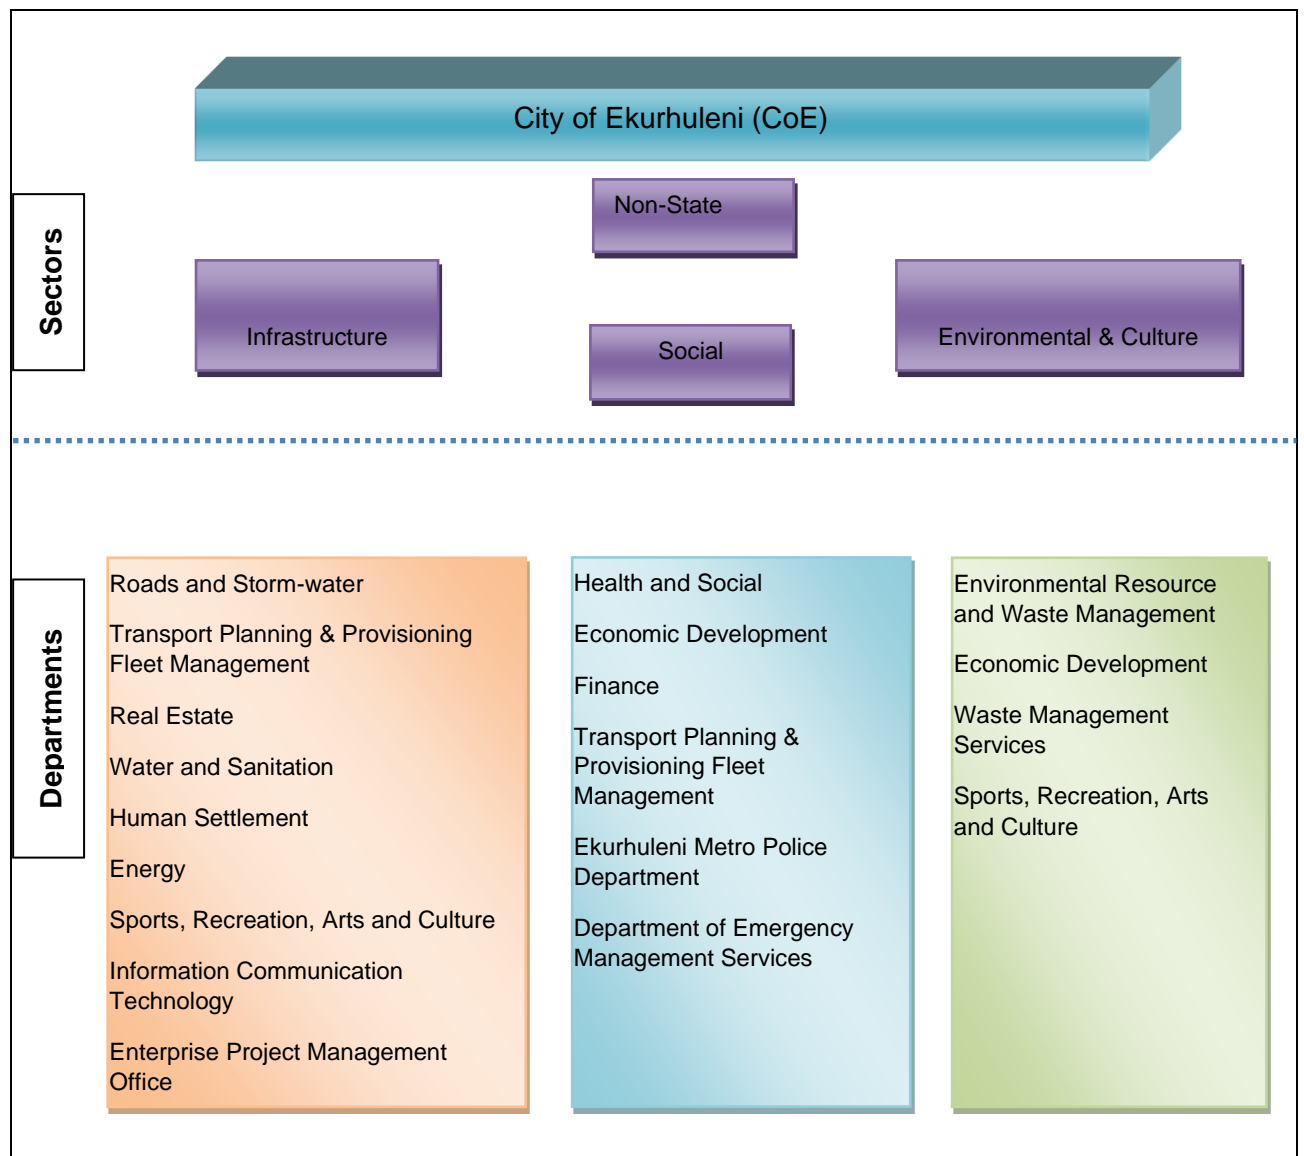 City of Ekurhuleni (CoE)
Sectors
Non-State
Infrastructure
Social
Environmental & Culture
Departments
Roads and Storm-water
Transport Planning & Provisioning
Fleet Management
Real Estate
Water and Sanitation
Human Settlement
Energy
Sports, Recreation, Arts and Culture
Information Communication
Technology
Enterprise Project Management
Office
Health and Social
Economic Development
Finance
Transport Planning &
Provisioning Fleet
Management
Ekurhuleni Metro Police
Department
Department of Emergency
Management Services
Environmental Resource
and Waste Management
Economic Development
Waste Management
Services
Sports, Recreation, Arts
and Culture